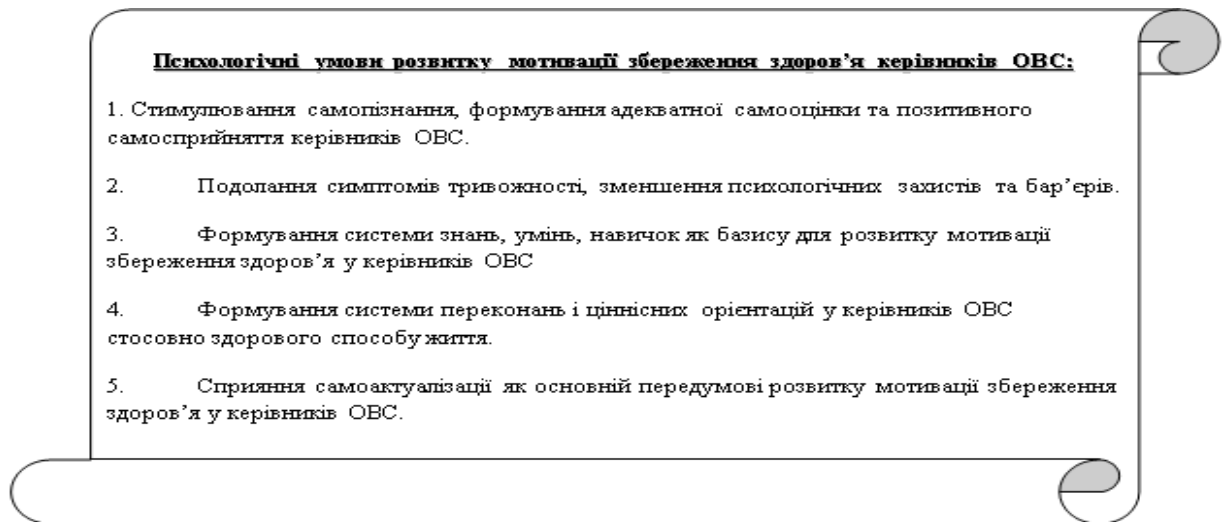 Психологічні умови розвитку мотивації збереження здоров’я керівників ОВС:
1. Стимулювання самопізнання, формування адекватної самооцінки та позитивного
самосприйняття керівників ОВС.
2. Подолання симптомів тривожності, зменшення психологічних захистів та бар’єрів.
3. Формування системи знань, умінь, навичок як базису для розвитку мотивації
збереження здоров’я у керівників ОВС
4. Формування системи переконань і ціннісних орієнтацій у керівників ОВС
стосовно здорового способу життя.
5. Сприяння самоактуалізації як основній передумові розвитку мотивації збереження
здоров’я у керівників ОВС.